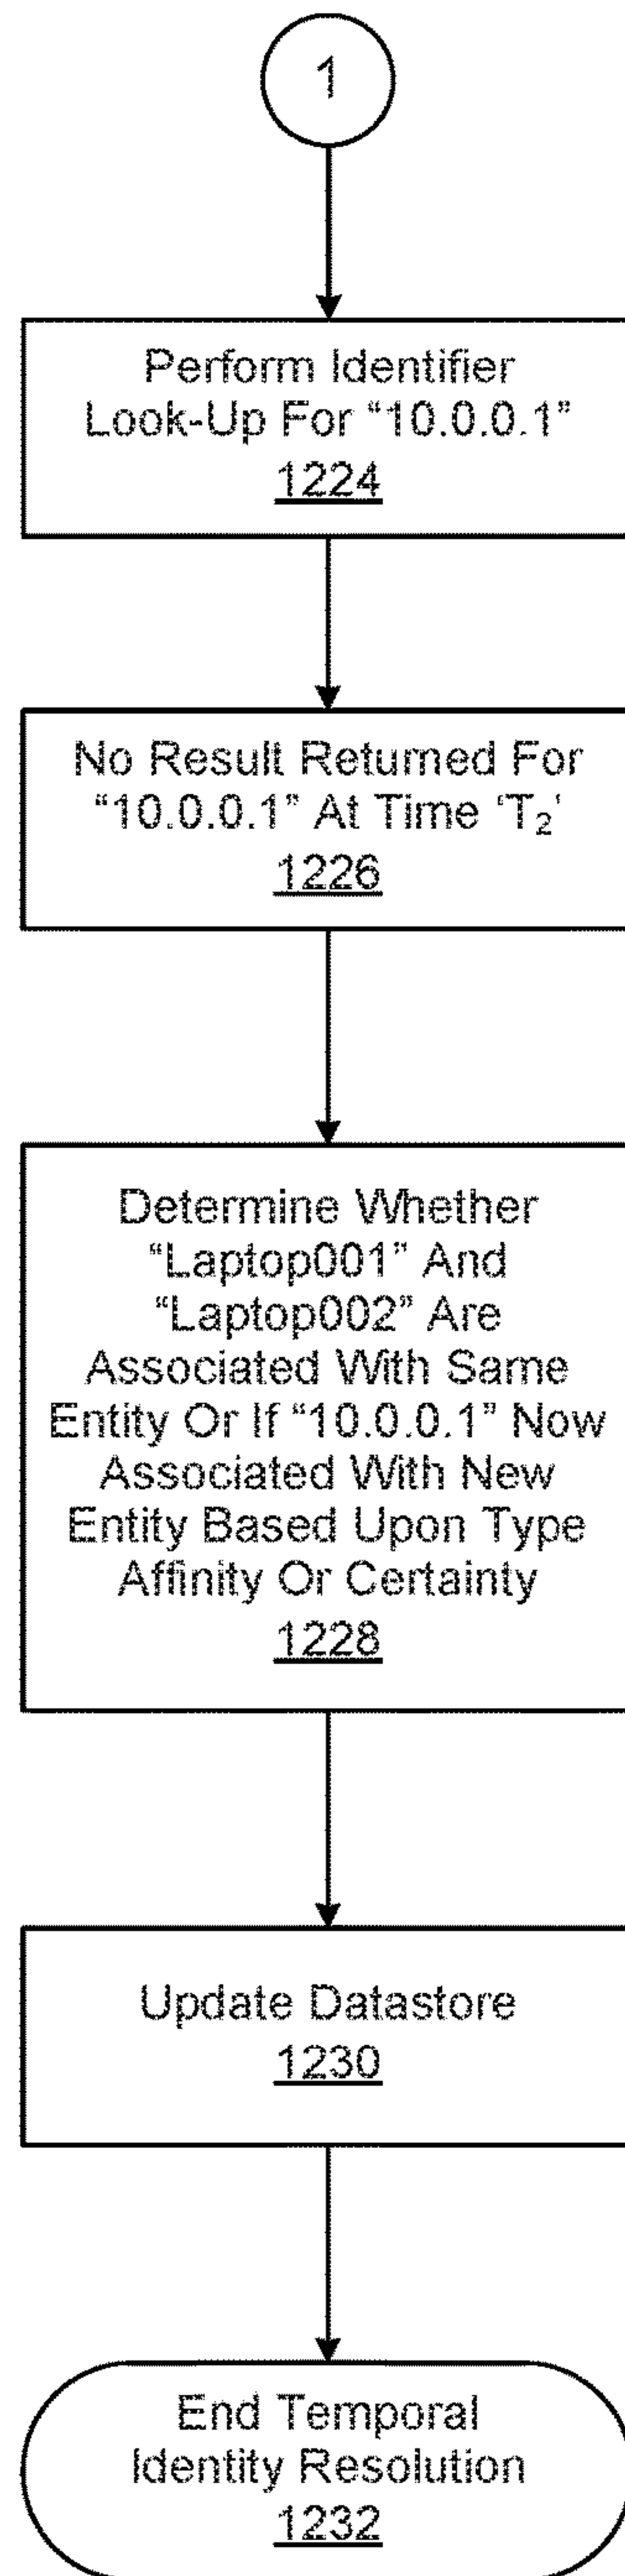 1
Perform Identifier
Look-Up For “10.0.0.1”
1224
No Result Returned For
“10.0.0.1” At Time ‘T₂‘
1226
Determine Whether
“Laptop001” And
“Laptop002” Are
Associated With Same
Entity Or If “10.0.0.1” Now
Associated With New
Entity Based Upon Type
Affinity Or Certainty
1228
Update Datastore
1230
End Temporal
Identity Resolution
1232